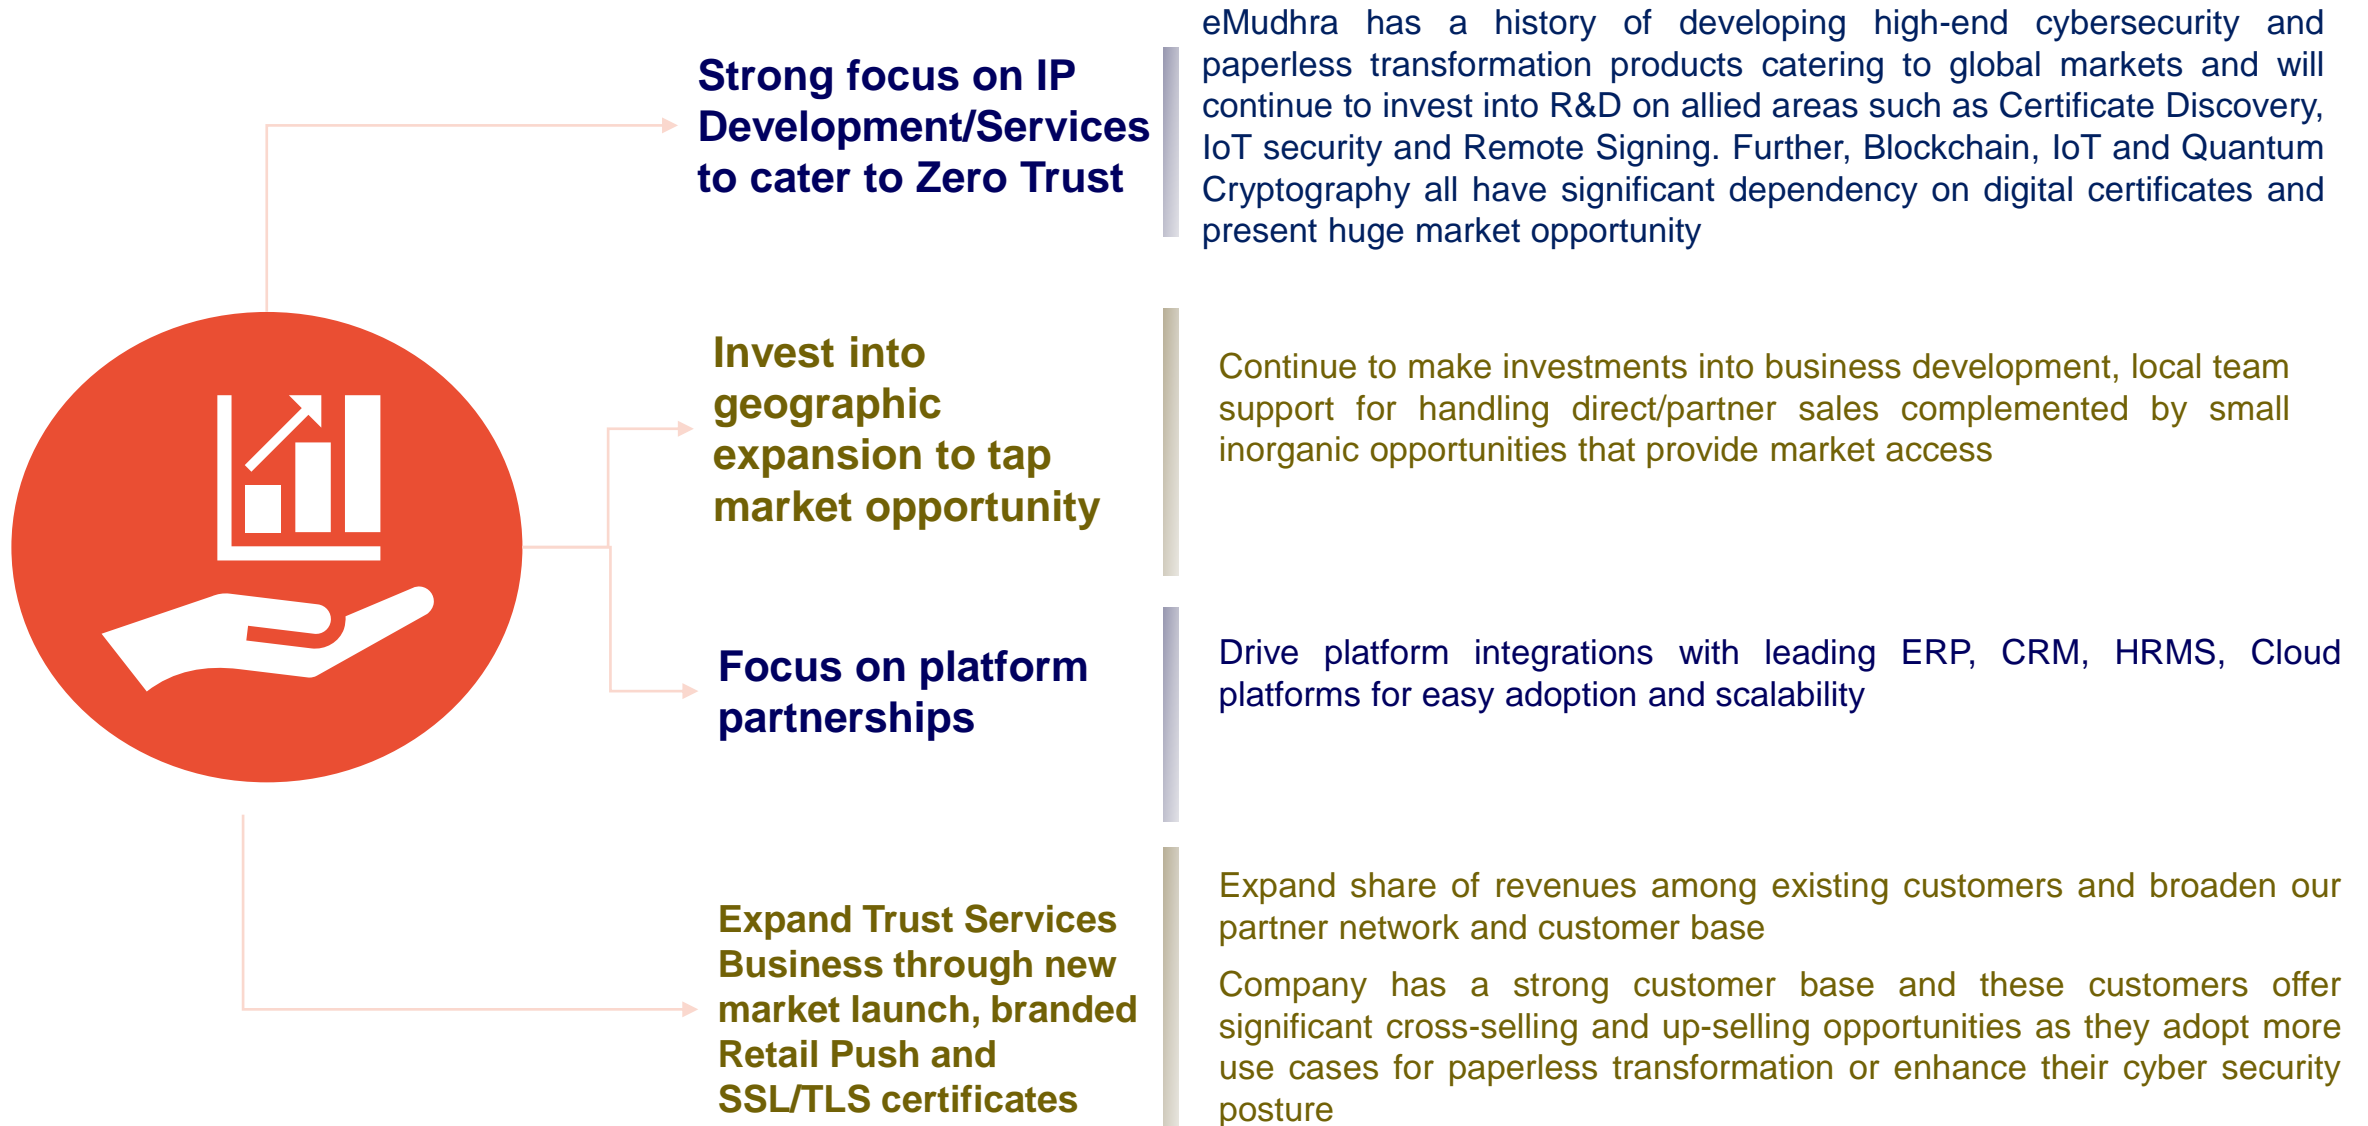 Strong focus on IP
Development/Services
to cater to Zero Trust
eMudhra has a history of developing high-end cybersecurity and
paperless transformation products catering to global markets and will
continue to invest into R&D on allied areas such as Certificate Discovery,
IoT security and Remote Signing. Further, Blockchain, IoT and Quantum
Cryptography all have significant dependency on digital certificates and
present huge market opportunity
Invest into
geographic
expansion to tap
market opportunity
Continue to make investments into business development, local team
support for handling direct/partner sales complemented by small
inorganic opportunities that provide market access
Focus on platform
partnerships
Drive platform integrations with leading ERP, CRM, HRMS, Cloud
platforms for easy adoption and scalability
Expand Trust Services
Business through new
market launch, branded
Retail Push and
SSL/TLS certificates
Expand share of revenues among existing customers and broaden our
partner network and customer base
Company has a strong customer base and these customers offer
significant cross-selling and up-selling opportunities as they adopt more
use cases for paperless transformation or enhance their cyber security
posture